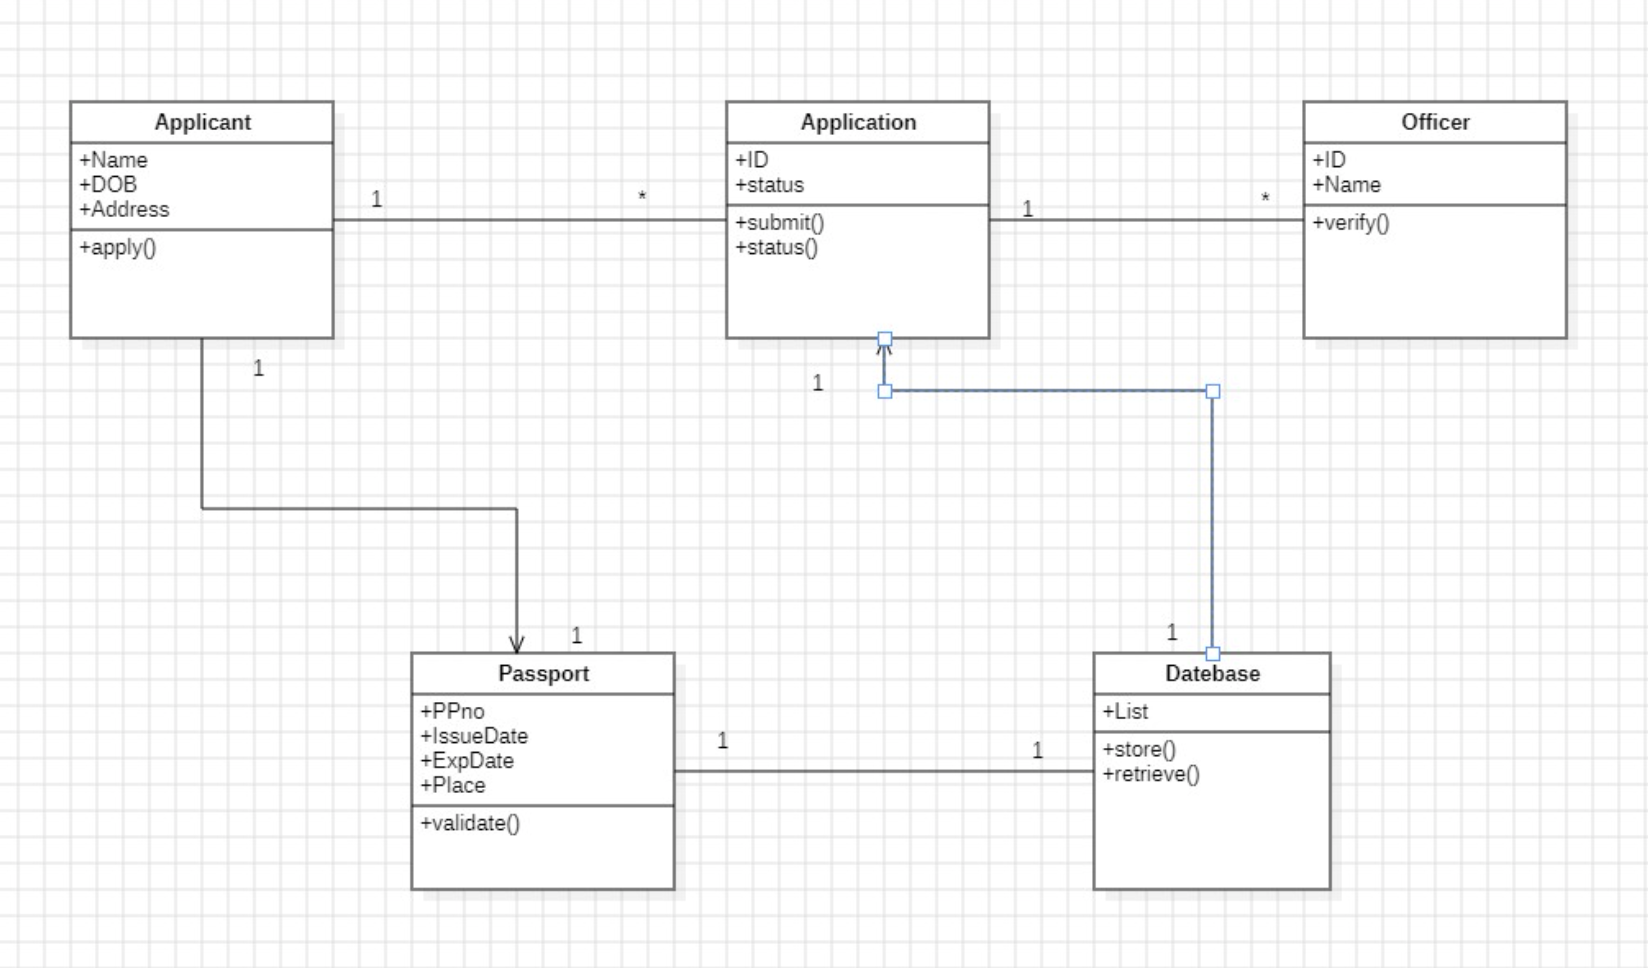 Applicant
+Name
+DOB
+Address
+apply()
1
*
Application
+ID
+status
+submit()
+status()
1
*
Officer
+ID
+Name
+verify()
1
1
1
1
Passport
+PPno
+IssueDate
+ExpDate
+Place
+validate()
1
1
Datebase
+List
+store()
+retrieve()